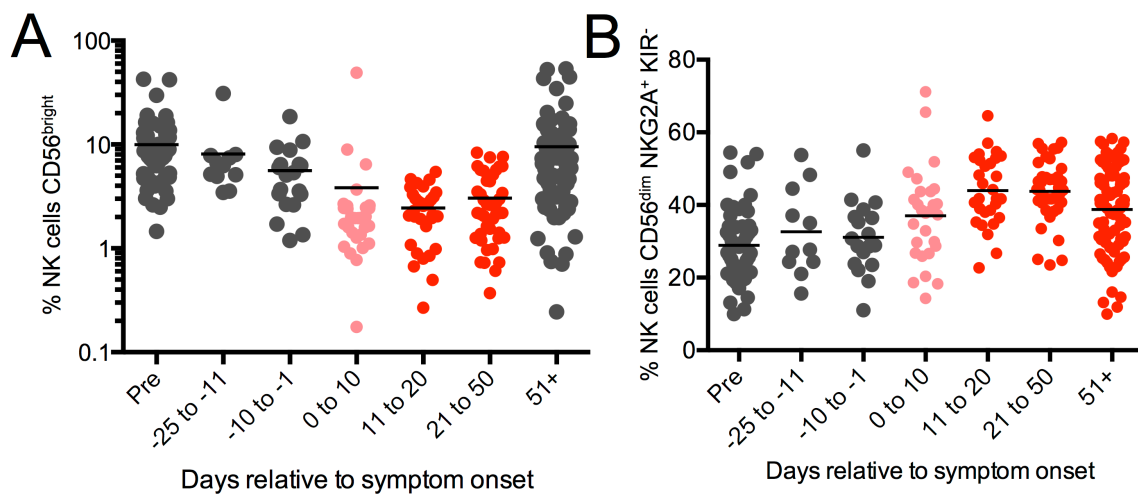 A
% NK cells CD56bright
100
10
1
0.1
Pre
-25 to -11
-10 to -1
0 to 10
11 to 20
21 to 50
51+
Days relative to symptom onset
B
% NK cells CD56dim NKG2A+ KIR-
80
60
40
20
0
Pre
-25 to -11
-10 to -1
0 to 10
11 to 20
21 to 50
51+
Days relative to symptom onset